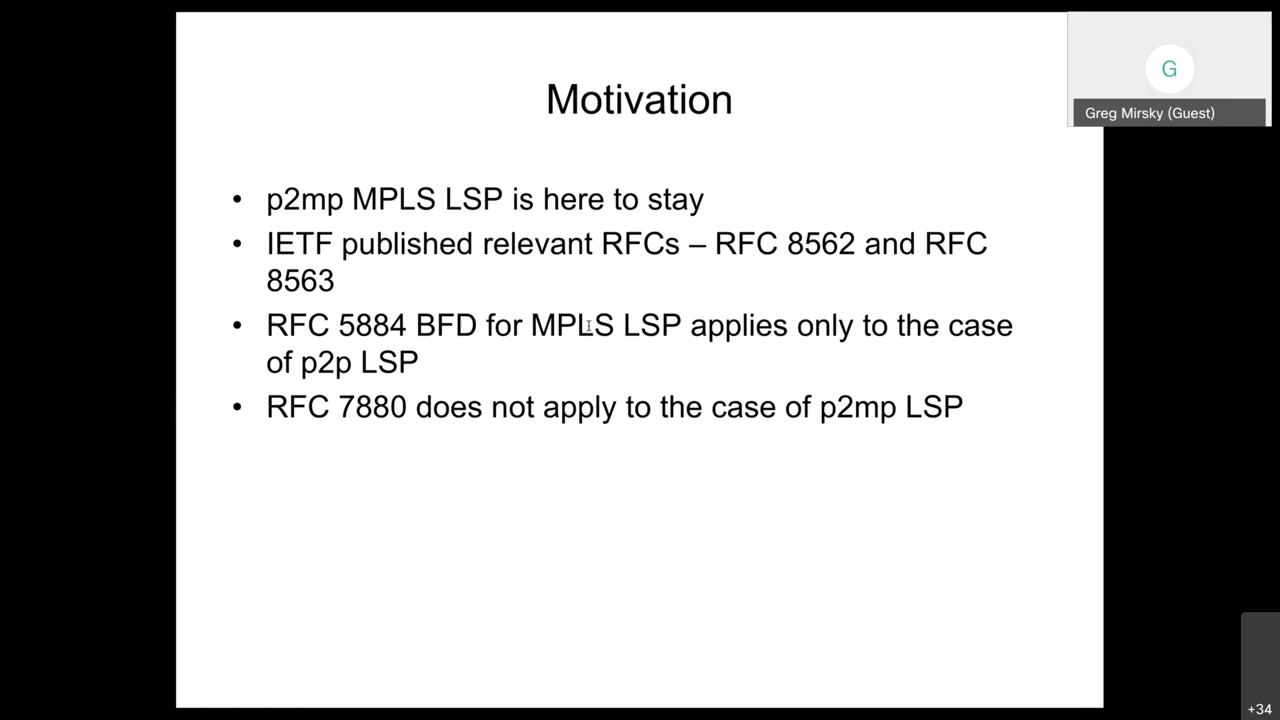 Motivation
G
Greg Mirsky (Guest)
• p2mp MPLS LSP is here to stay
• IETF published relevant RFCs – RFC 8562 and RFC
8563
• RFC 5884 BFD for MPLS LSP applies only to the case
of p2p LSP
• RFC 7880 does not apply to the case of p2mp LSP
+34